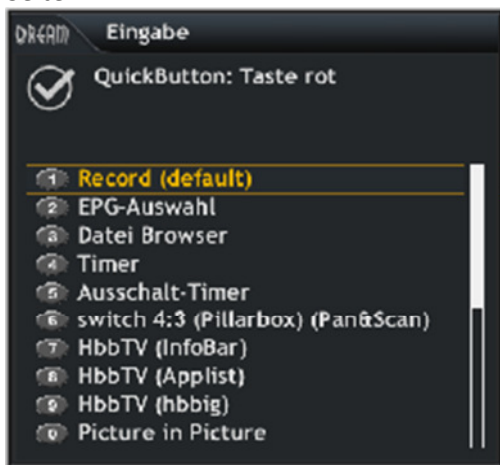 DREAM Eingabe
QuickButton: Taste rot
1 Record (default)
2 EPG-Auswahl
3 Datei Browser
4 Timer
5 Ausschalt-Timer
6 switch 4:3 (Pillarbox) (Pan&Scan)
7 HbbTV (InfoBar)
8 HbbTV (Applist)
9 HbbTV (hbbig)
0 Picture in Picture